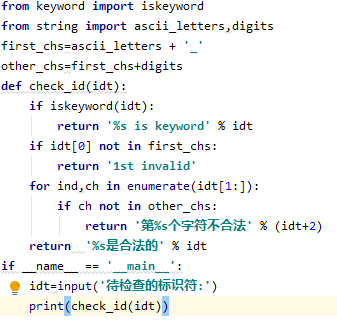 from keyword import iskeyword
from string import ascii_letters,digits
first_chs=ascii_letters + '_'
other_chs=first_chs+digits
def check_id(idt):
    if iskeyword(idt):
        return '%s is keyword' % idt
    if idt[0] not in first_chs:
        return '1st invalid'
    for ind,ch in enumerate(idt[1:]):
        if ch not in other_chs:
            return '第%s个字符不合法' % (idt+2)
    return '%s是合法的' % idt
if __name__ == '__main__':
    idt=input('待检查的标识符:')
    print(check_id(idt))